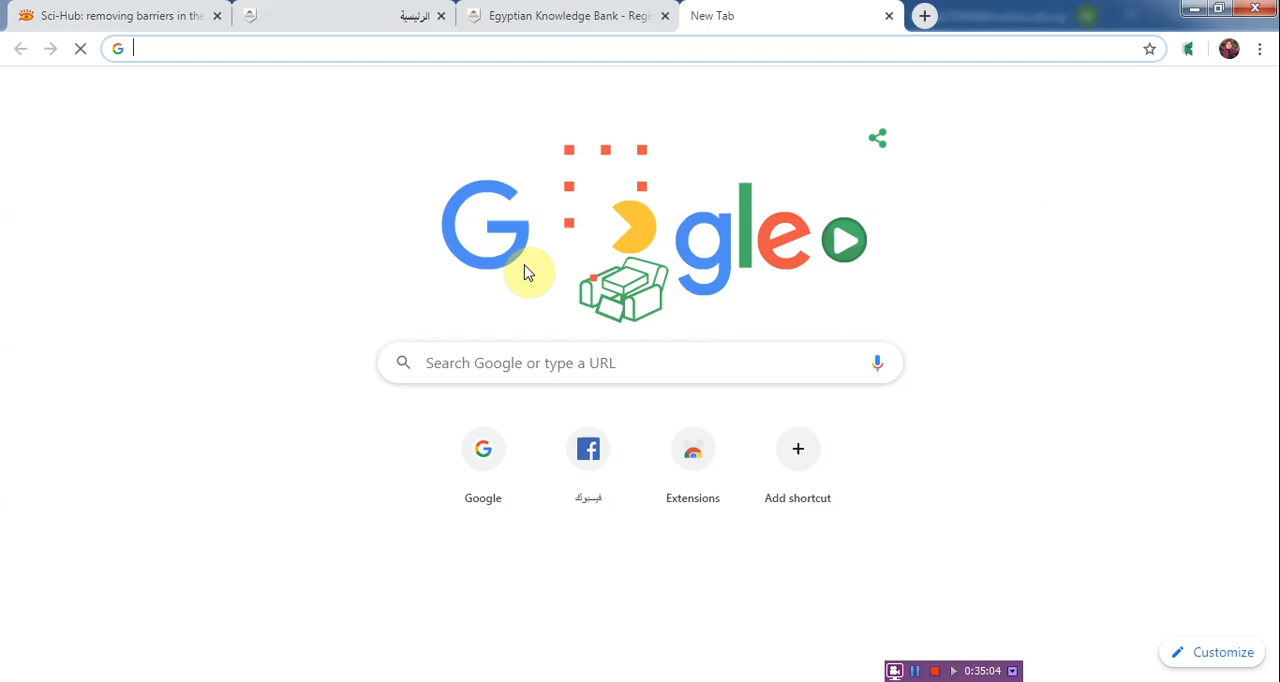 Sci-Hub: removing barriers in the
الرئيسية
Egyptian Knowledge Bank - Regi
New Tab
Google
Search Google or type a URL
Google
فيسبوك
Extensions
Add shortcut
Customize
0:35:04